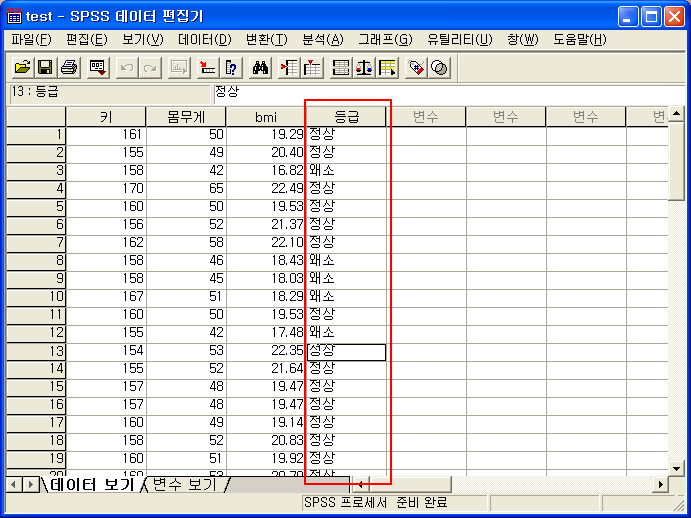 test - SPSS 데이터 편집기
파일(F) 편집(E) 보기(V) 데이터(D) 변환(T) 분석(A) 그래프(G) 유틸리티(U) 창(W) 도움말(H)
13 : 등급 정상
키 몸무게 bmi 등급 변수 변수 변수
1 161 50 19.29 정상
2 155 49 20.40 정상
3 158 42 16.82 왜소
4 170 65 22.49 정상
5 160 50 19.53 정상
6 156 52 21.37 정상
7 162 58 22.10 정상
8 158 46 18.43 왜소
9 158 45 18.03 왜소
10 167 51 18.29 왜소
11 160 50 19.53 정상
12 155 42 17.48 왜소
13 154 53 22.35 정상
14 155 52 21.64 정상
15 157 48 19.47 정상
16 157 48 19.47 정상
17 160 49 19.14 정상
18 158 52 20.83 정상
19 160 51 19.92 정상
20 160 53 20.70 정상
데이터 보기 변수 보기
SPSS 프로세서 준비 완료